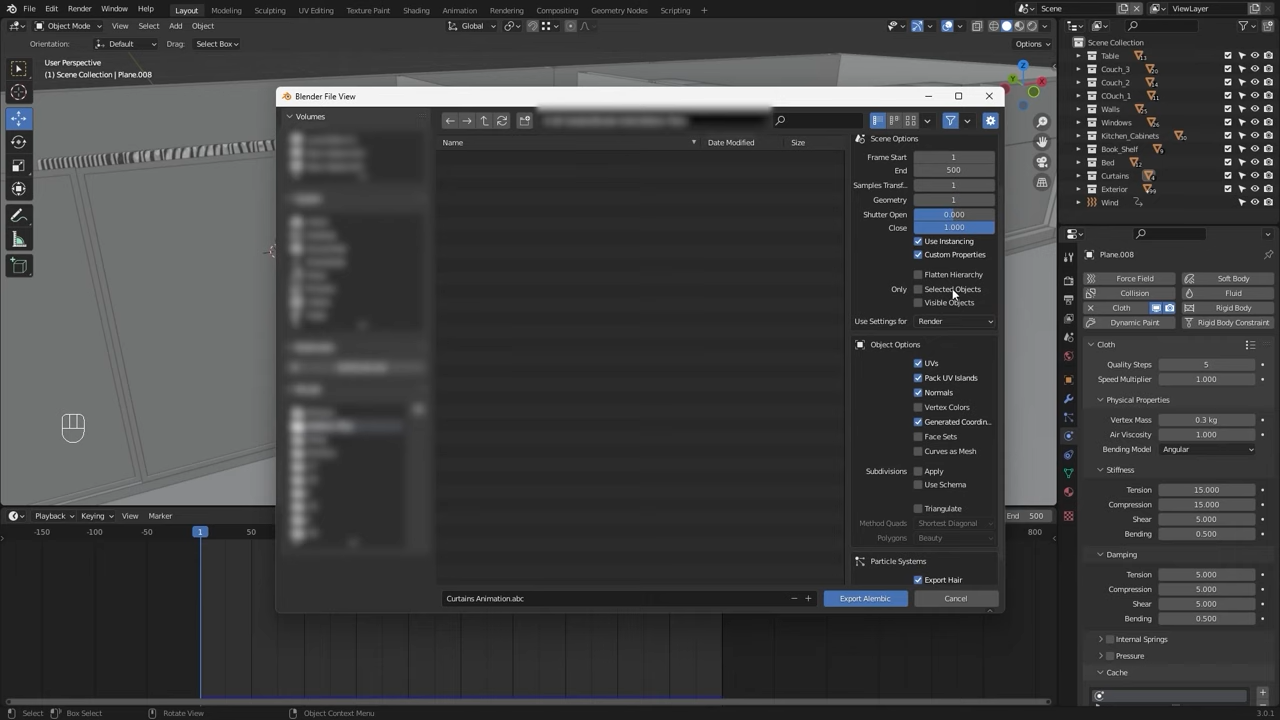 File Edit Render Window Help
Layout Modeling Sculpting UV Editing Texture Paint Shading Animation Rendering Compositing Geometry Nodes Scripting
Scene
ViewLayer
Object Mode View Select Add Object
Global
Orientation: Default Drag: Select Box
Options
User Perspective
(1) Scene Collection | Plane.008
Blender File View
Volumes
Name
Date Modified
Size
Scene Options
Frame Start 1
End 500
Samples Transf... 1
Geometry 1
Shutter Open 0.000
Close 1.000
Use Instancing
Custom Properties
Flatten Hierarchy
Only Selected Objects
Visible Objects
Use Settings for Render
Object Options
UVs
Pack UV Islands
Normals
Vertex Colors
Generated Coordin...
Face Sets
Curves as Mesh
Subdivisions Apply
Use Schema
Triangulate
Method Quads Shortest Diagonal
Polygons Beauty
Particle Systems
Export Hair
Curtains Animation.abc
Export Alembic
Cancel
Scene Collection
Table
Couch_3
Couch_2
COuch_1
Walls
Windows
Kitchen_Cabinets
Book_Shelf
Bed
Curtains
Exterior
Wind
Plane.008
Force Field
Soft Body
Collision
Fluid
Cloth
Rigid Body
Dynamic Paint
Rigid Body Constraint
Cloth
Quality Steps 5
Speed Multiplier 1.000
Physical Properties
Vertex Mass 0.3 kg
Air Viscosity 1.000
Bending Model Angular
Stiffness
Tension 15.000
Compression 15.000
Shear 5.000
Bending 0.500
Damping
Tension 5.000
Compression 5.000
Shear 5.000
Bending 0.500
Internal Springs
Pressure
Cache
Playback Keying View Marker
End 500
-150 -100 -50 1 50 800
Select
Box Select
Rotate View
Object Context Menu
3.0.1